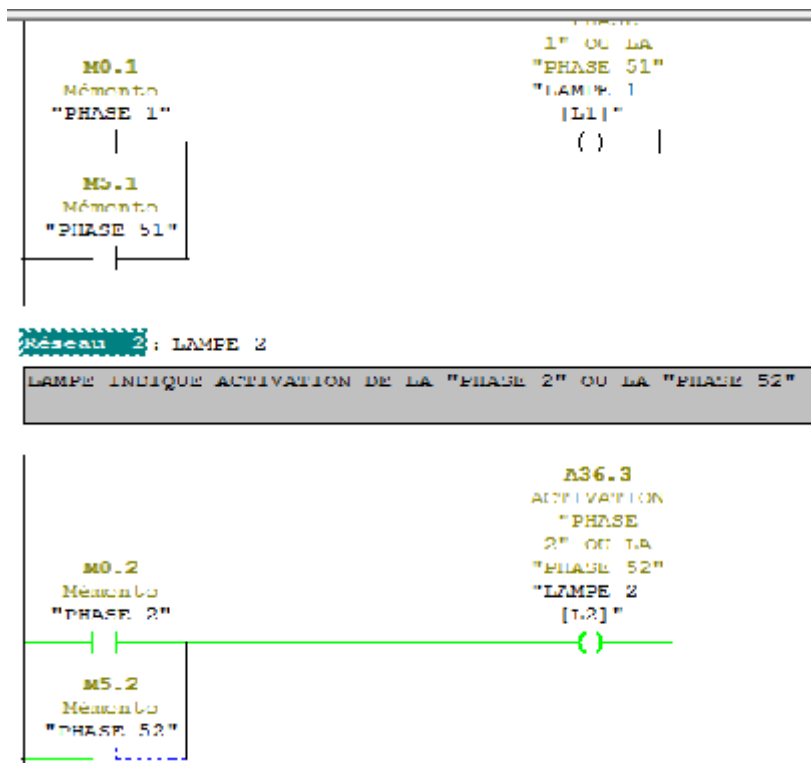 1" OU LA
"PHASE 51"
"LAMPE 1
[L1]"
( )
M0.1
Mémento
"PHASE 1"
M5.1
Mémento
"PHASE 51"
Réseau 2: LAMPE 2
LAMPE INDIQUE ACTIVATION DE LA "PHASE 2" OU LA "PHASE 52"
A36.3
ACTIVATION
"PHASE
2" OU LA
"PHASE 52"
"LAMPE 2
[L2]"
( )
M0.2
Mémento
"PHASE 2"
M5.2
Mémento
"PHASE 52"